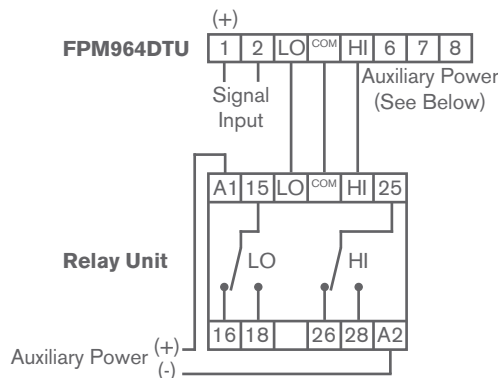 (+)
FPM964DTU 1 2 LO COM HI 6 7 8
Signal
Input
Auxiliary Power
(See Below)
A1 15 LO COM HI 25
Relay Unit LO HI
16 18 26 28 A2
Auxiliary Power (+)
(-)